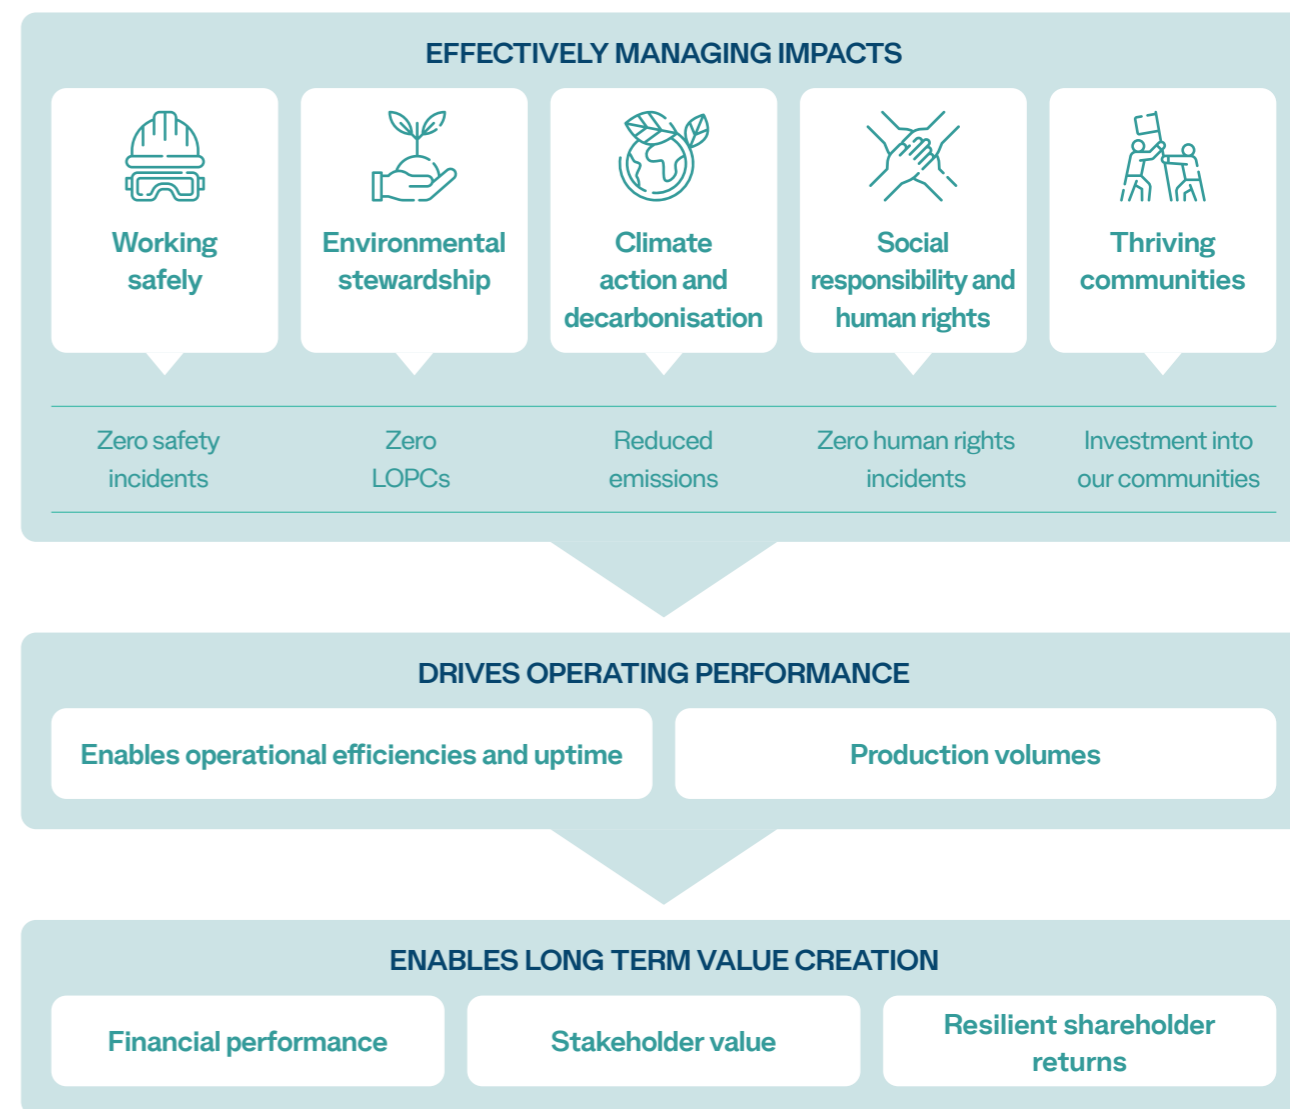 EFFECTIVELY MANAGING IMPACTS
Working
safely
Environmental
stewardship
Climate
action and
decarbonisation
Social
responsibility and
human rights
Thriving
communities
Zero safety
incidents
Zero
LOPCs
Reduced
emissions
Zero human rights
incidents
Investment into
our communities
DRIVES OPERATING PERFORMANCE
Enables operational efficiencies and uptime
Production volumes
ENABLES LONG TERM VALUE CREATION
Financial performance
Stakeholder value
Resilient shareholder
returns